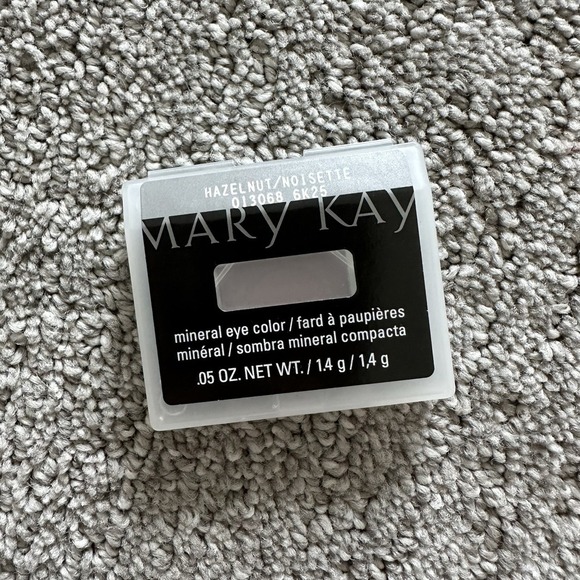 HAZELNUT/NOISETTE
013068 6K25
MARY KAY
mineral eye color / fard à paupières
minéral / sombra mineral compacta
.05 OZ. NET WT. / 1.4 g / 1,4 g